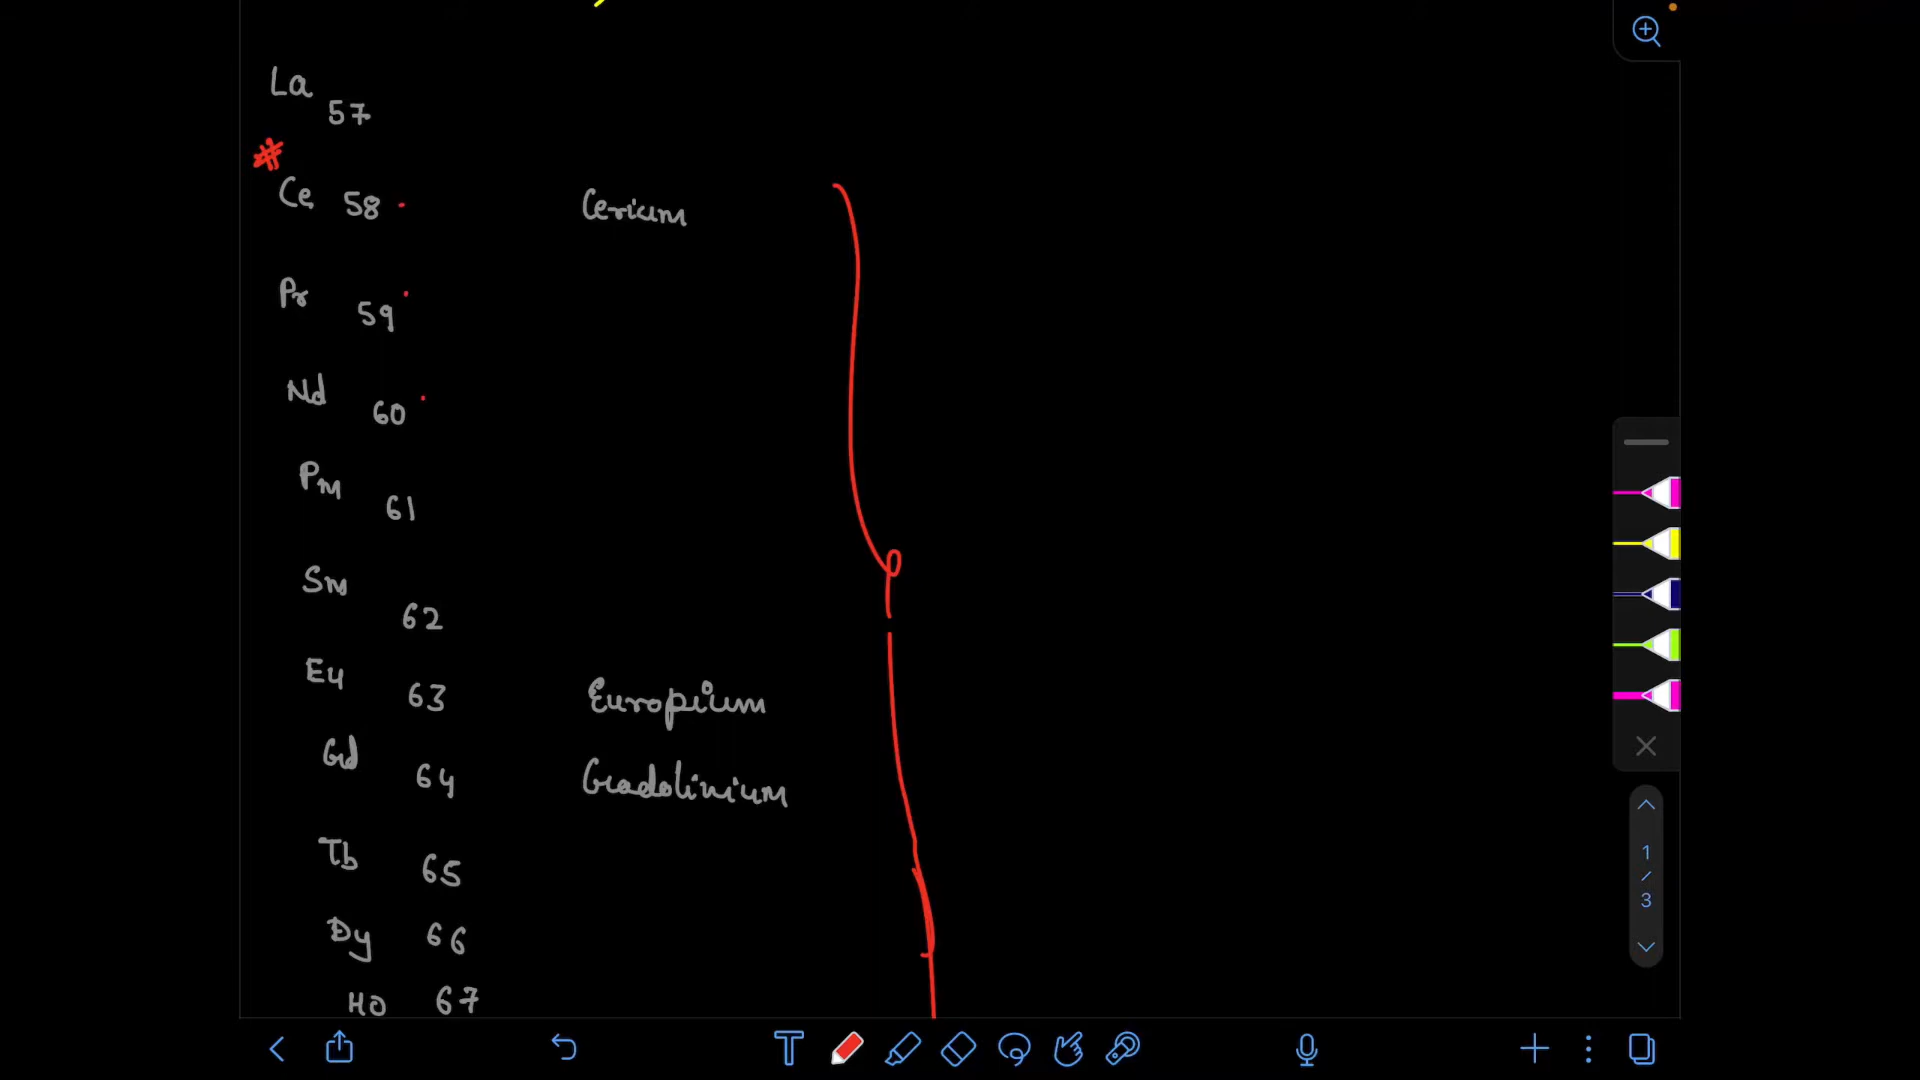 La 57
#
Ce 58 Cerium
Pr 59
Nd 60
Pm 61
Sm 62
Eu 63 Europium
Gd 64 Gadolinium
Tb 65
Dy 66
Ho 67
1
/
3
T